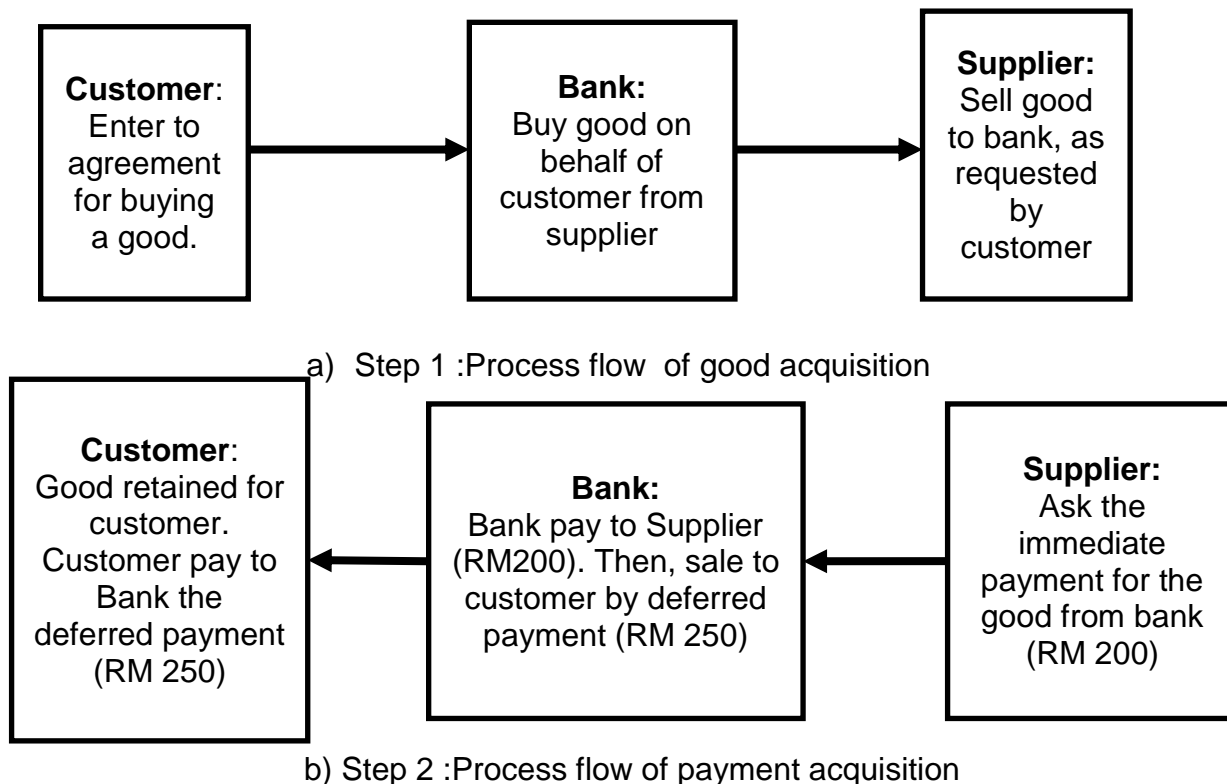 Customer:
Enter to
agreement
for buying
a good.
Bank:
Buy good on
behalf of
customer from
supplier
Supplier:
Sell good
to bank, as
requested
by
customer
a) Step 1 :Process flow of good acquisition
Customer:
Good retained for
customer.
Customer pay to
Bank the
deferred payment
(RM 250)
Bank:
Bank pay to Supplier
(RM200). Then, sale to
customer by deferred
payment (RM 250)
Supplier:
Ask the
immediate
payment for the
good from bank
(RM 200)
b) Step 2 :Process flow of payment acquisition